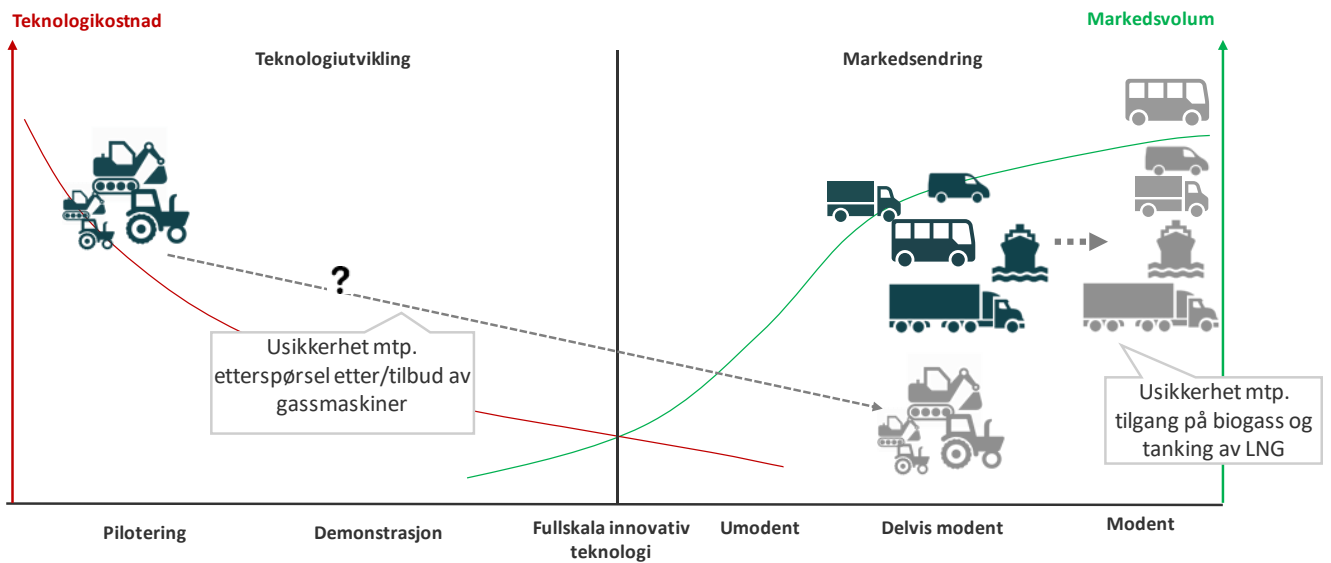 Teknologikostnad
Markedsvolum
Teknologiutvikling
Markedsendring
?
Usikkerhet mtp.
etterspørsel etter/tilbud av
gassmaskiner
Usikkerhet mtp.
tilgang på biogass og
tanking av LNG
Pilotering
Demonstrasjon
Fullskala innovativ
teknologi
Umodent
Delvis modent
Modent